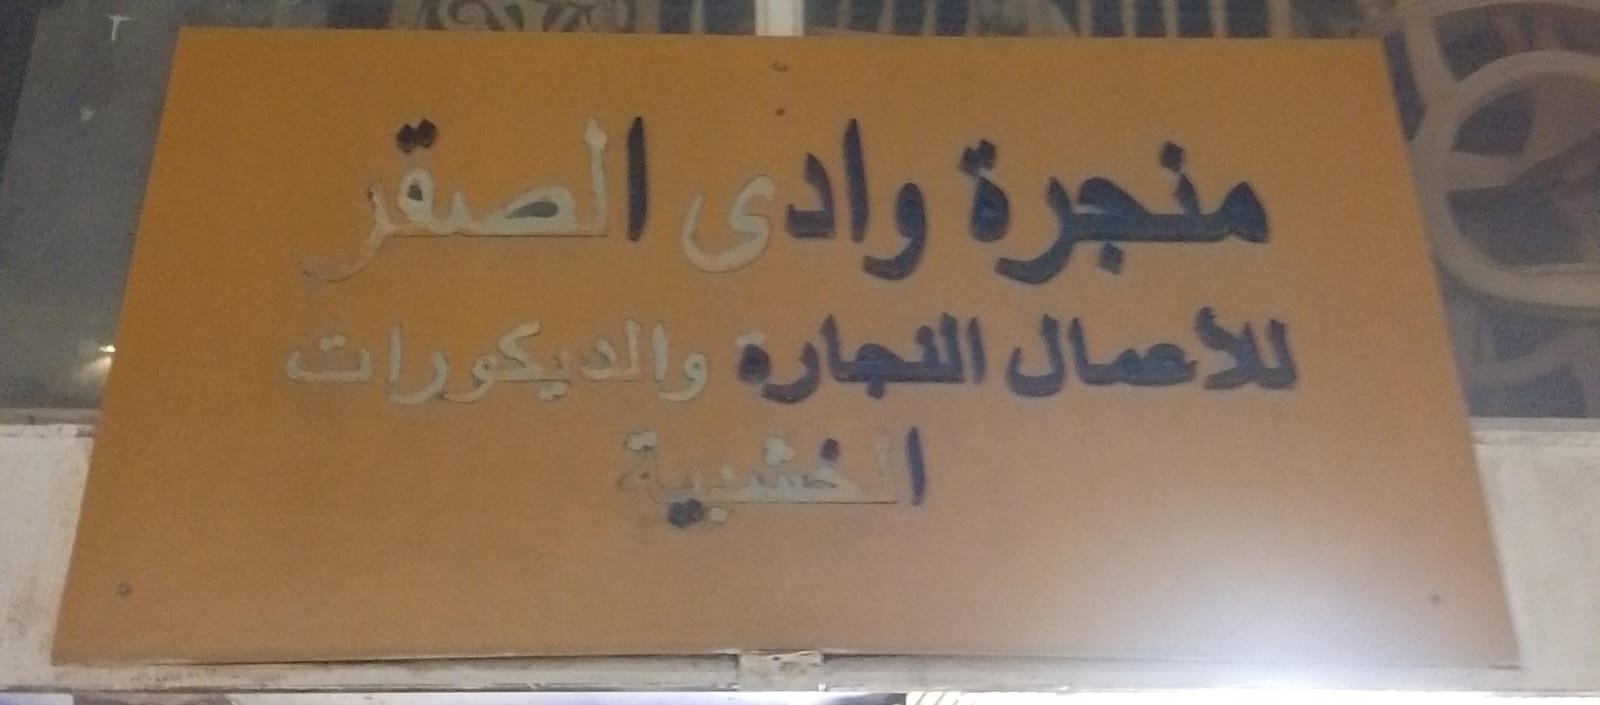 منجرة وادى الصقر
للأعمال النجارة والديكورات
الخشبية